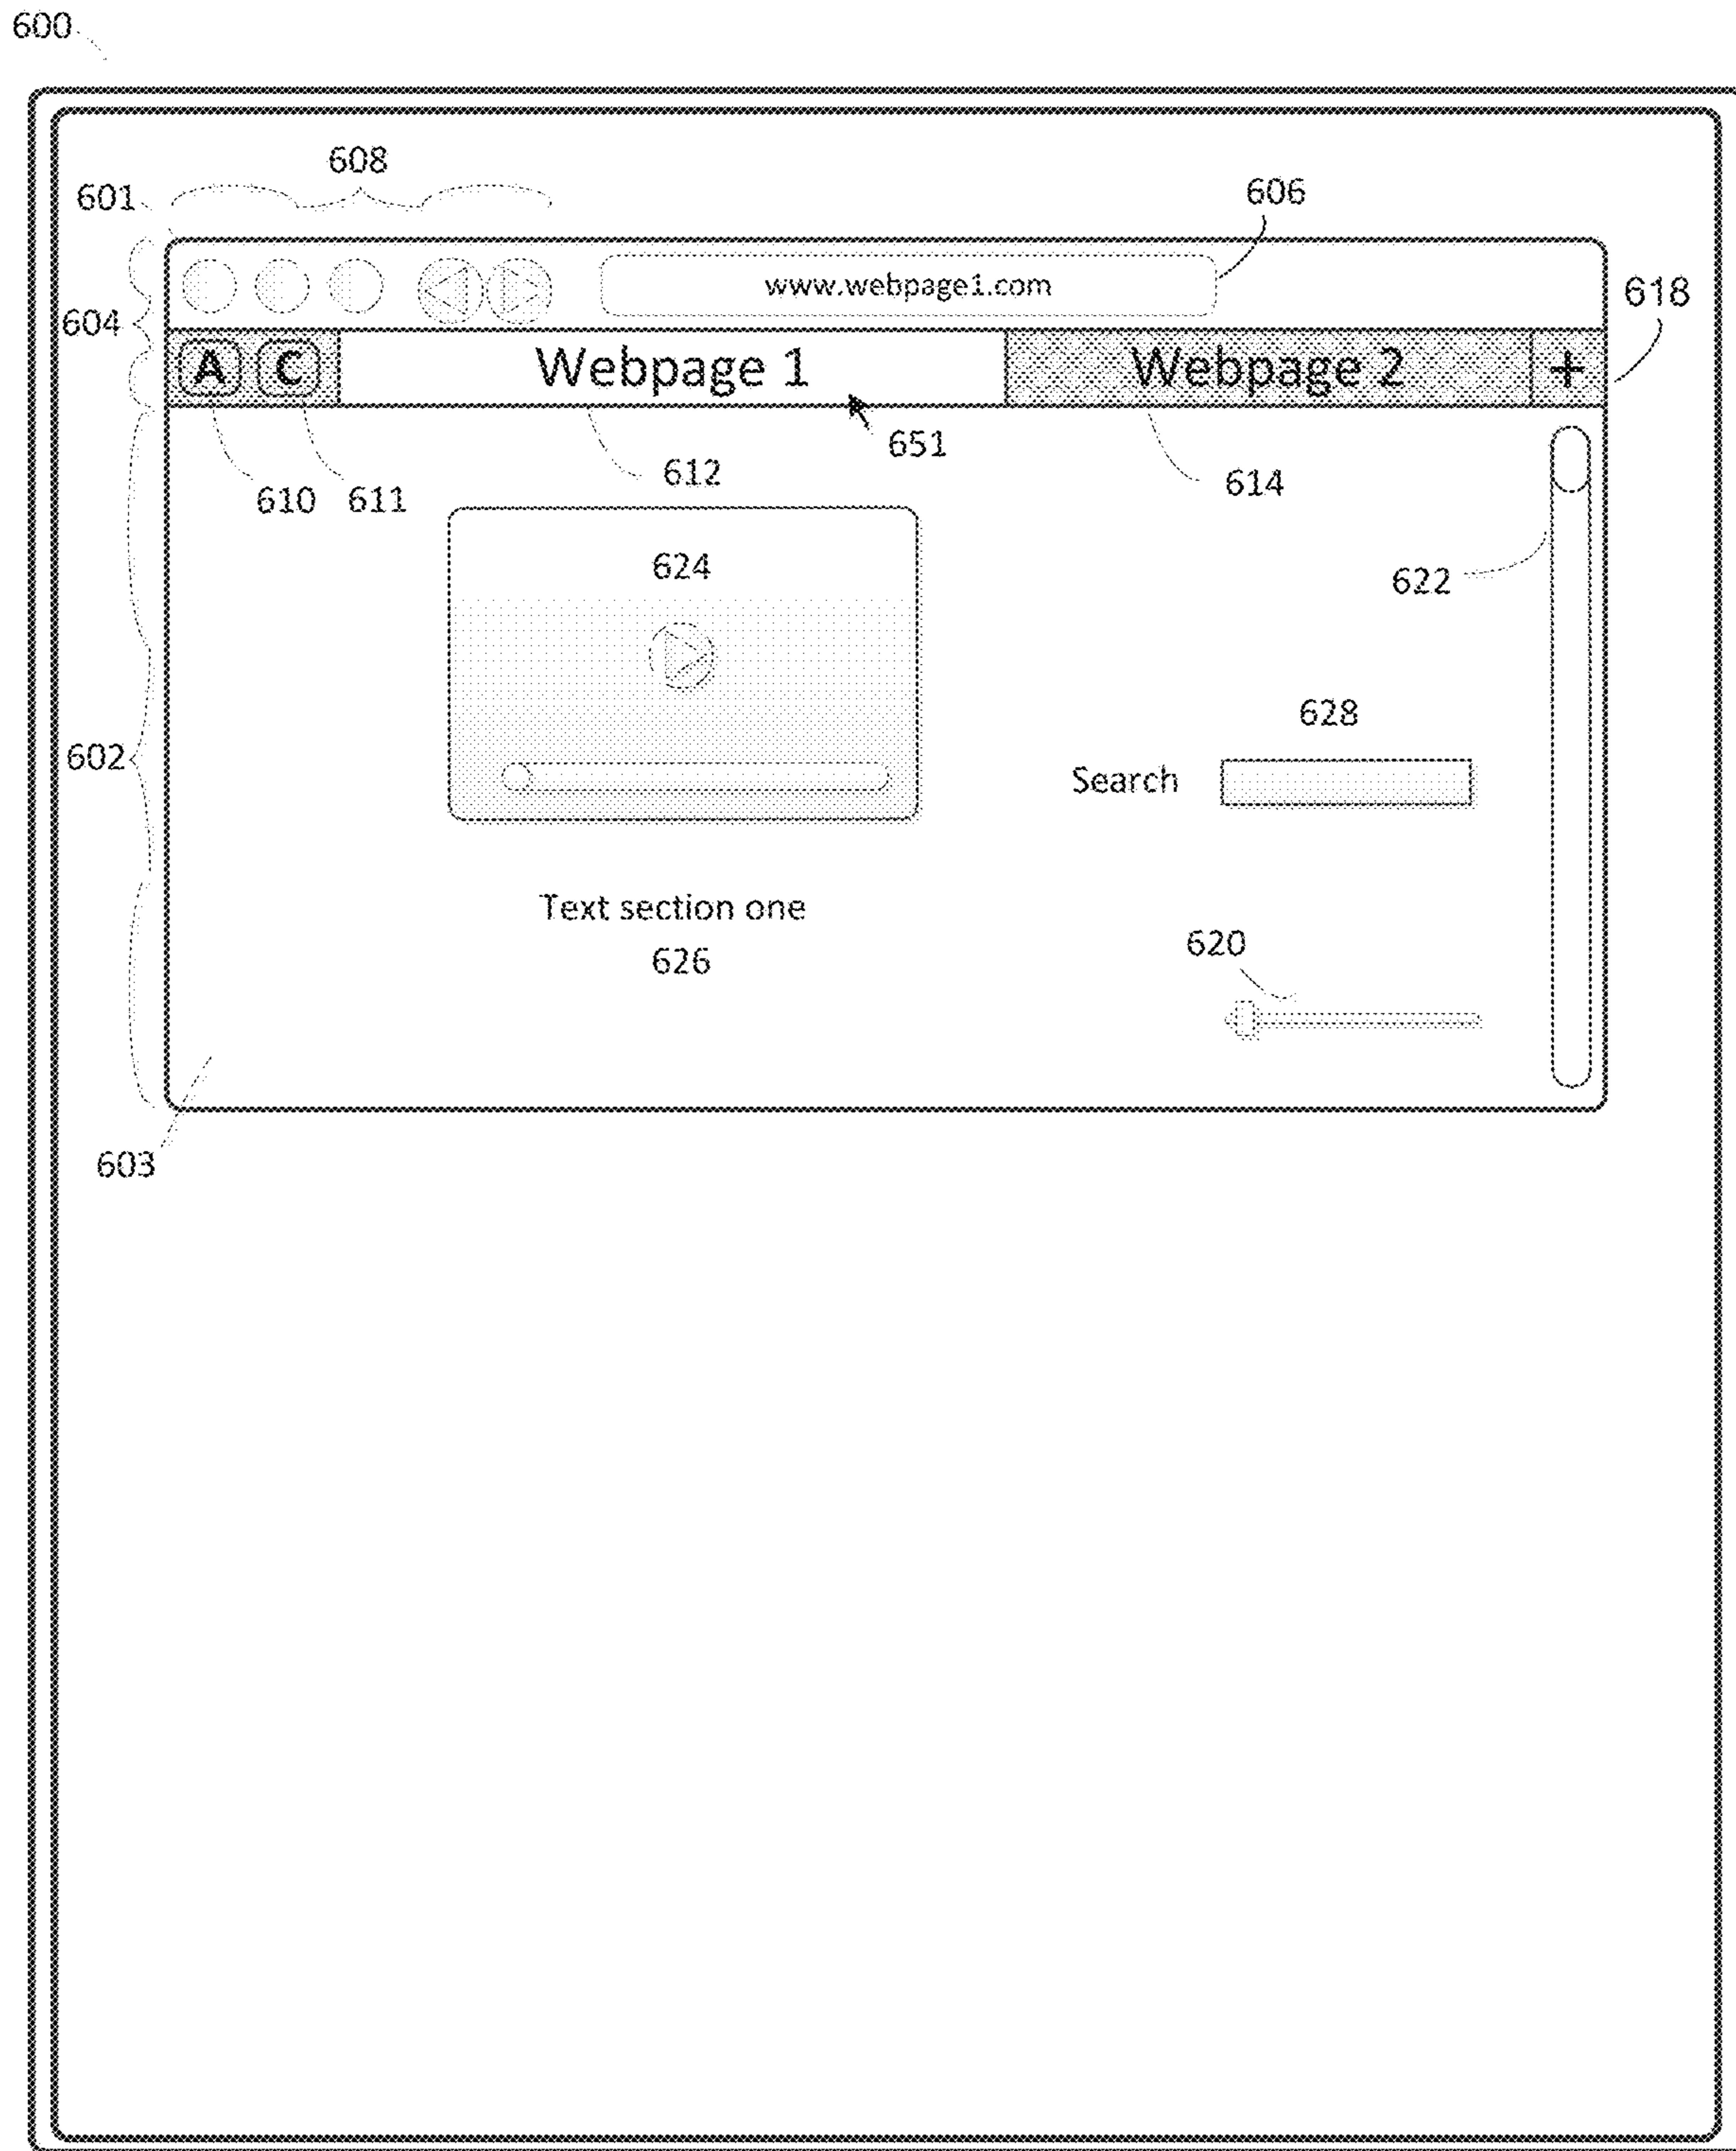 600
608
601
606
www.webpage1.com
618
604
A C Webpage 1 Webpage 2 +
651
610 611 612 614
624
622
628
602
Search
Text section one
620
626
603